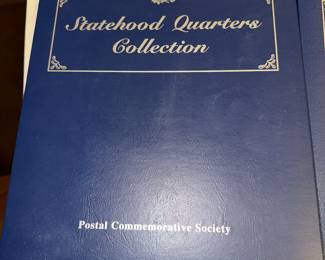 Statehood Quarters
Collection
Postal Commemorative Society